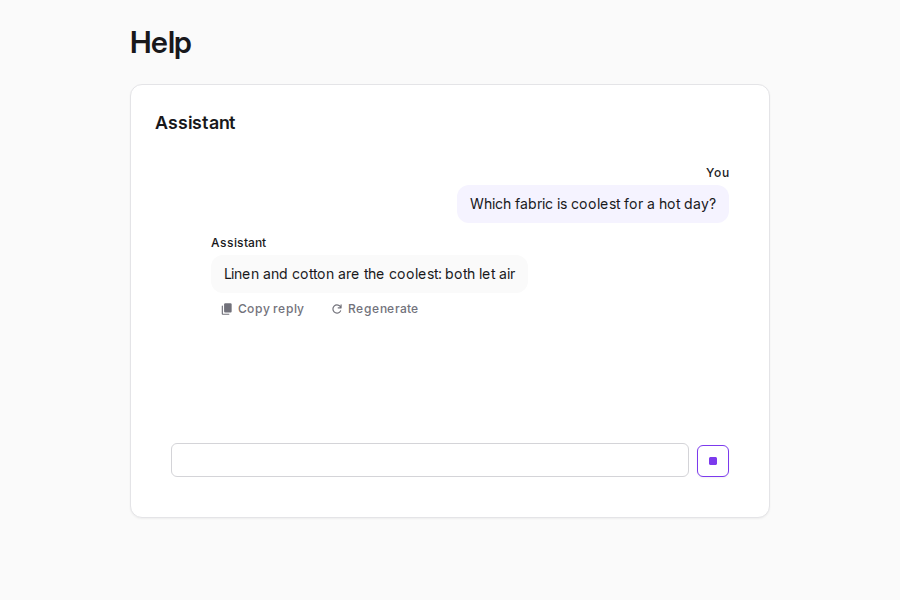 Help
Assistant
You
Which fabric is coolest for a hot day?
Assistant
Linen and cotton are the coolest: both let air
Copy reply
Regenerate